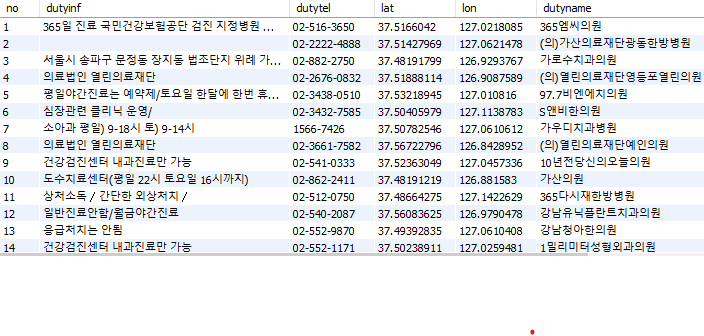 no dutyinf dutytel lat lon dutyname
1 365일 진료 국민건강보험공단 검진 지정병원 ... 02-516-3650 37.5166042 127.0218085 365엠씨의원
2 02-2222-4888 37.51427969 127.0621478 (의)가산의료재단광동한방병원
3 서울시 송파구 문정동 장지동 법조단지 위례 가... 02-882-2750 37.48191799 126.9293767 가로수치과의원
4 의료법인 열린의료재단 02-2676-0832 37.51888114 126.9087589 (의)열린의료재단영등포열린의원
5 평일야간진료는 예약제/토요일 한달에 한번 휴... 02-3438-0510 37.53218945 127.010816 97.7비엔에치의원
6 심장관련 클리닉 운영/ 02-3432-7585 37.50405979 127.1138783 S앤비한의원
7 소아과 평일) 9-18시 토) 9-14시 1566-7426 37.50782546 127.0610612 가우디치과병원
8 의료법인 열린의료재단 02-3661-7582 37.56722796 126.8428952 (의)열린의료재단예인의원
9 건강검진센터 내과진료만 가능 02-541-0333 37.52363049 127.0457336 10년전당신의오늘의원
10 도수치료센터(평일 22시 토요일 16시까지) 02-862-2411 37.48191219 126.881583 가산의원
11 상처소독 / 간단한 외상처치 / 02-512-0750 37.48664275 127.1422629 365다시재한방병원
12 일반진료안함/월금야간진료 02-540-2087 37.56083625 126.9790478 강남유닉플란트치과의원
13 응급처치는 안됨 02-552-9870 37.49392835 127.0610408 강남청아한의원
14 건강검진센터 내과진료만 가능 02-552-1171 37.50238911 127.0259481 1밀리미터성형외과의원